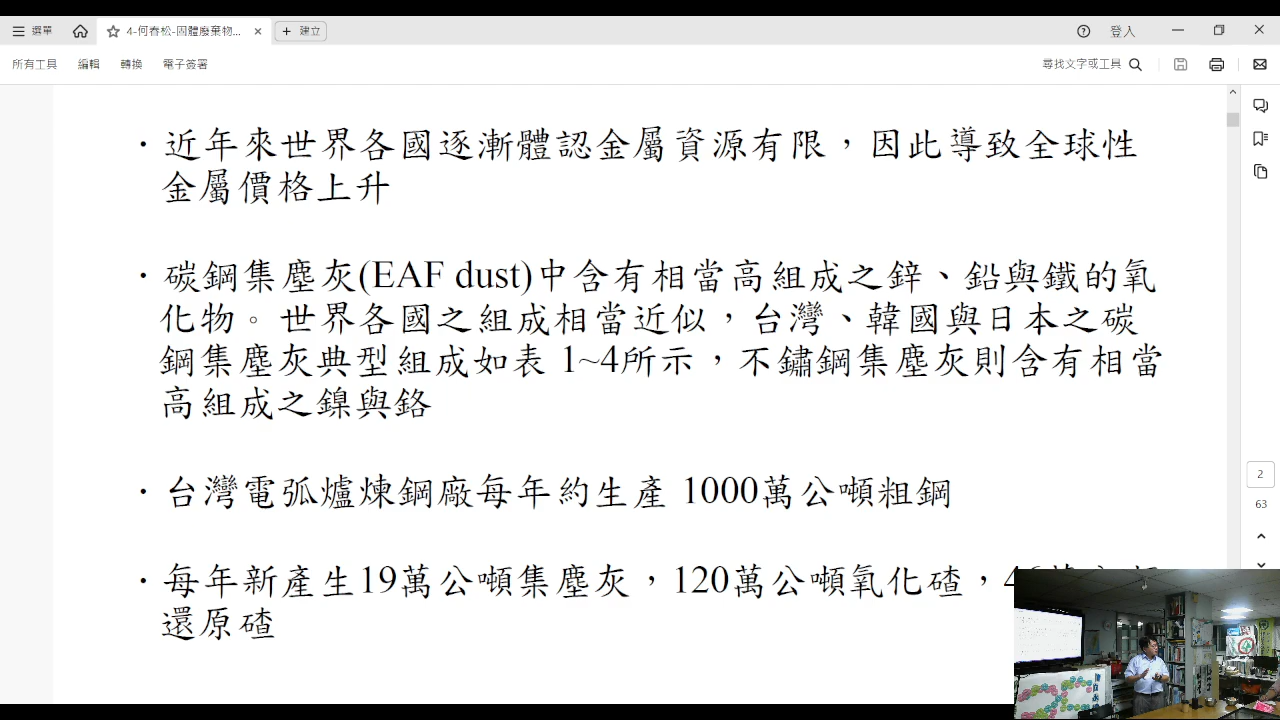 選單
4-何春松-固體廢棄物...
建立
登入
所有工具 編輯 轉換 電子簽署
尋找文字或工具
・近年來世界各國逐漸體認金屬資源有限，因此導致全球性
金屬價格上升
・碳鋼集塵灰(EAF dust)中含有相當高組成之鋅、鉛與鐵的氧
化物。世界各國之組成相當近似，台灣、韓國與日本之碳
鋼集塵灰典型組成如表 1~4所示，不鏽鋼集塵灰則含有相當
高組成之鎳與鉻
・台灣電弧爐煉鋼廠每年約生產 1000萬公噸粗鋼
・每年新產生19萬公噸集塵灰，120萬公噸氧化碴，
還原碴
2
63